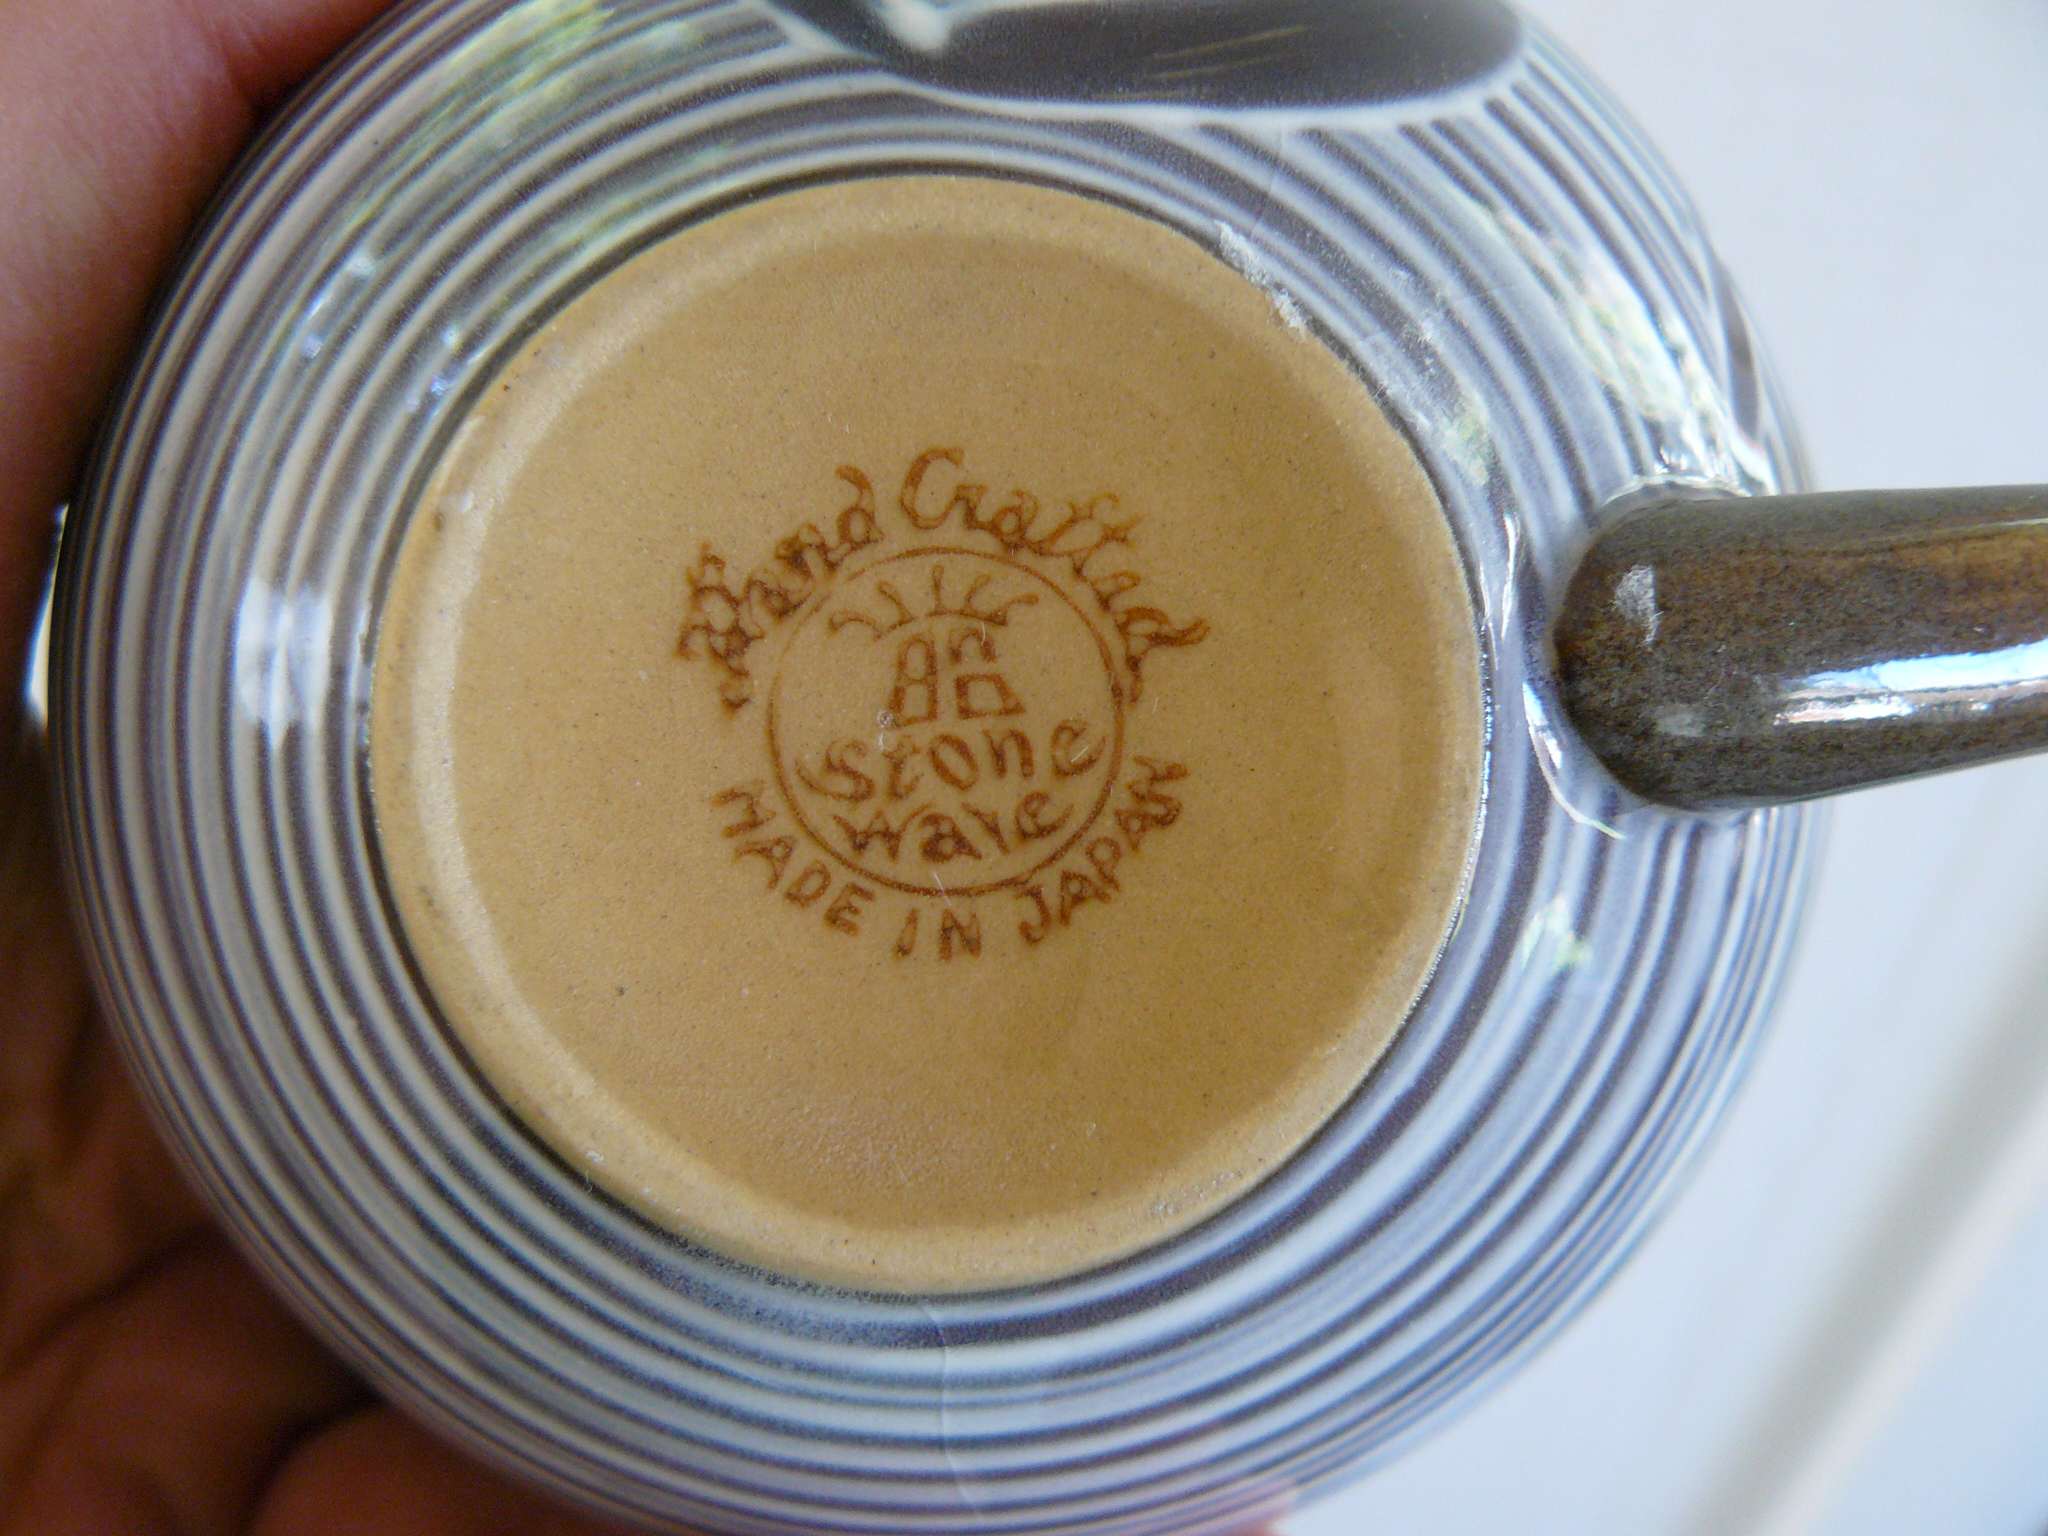 Hand Crafted
Stone
Ware
MADE IN JAPAN